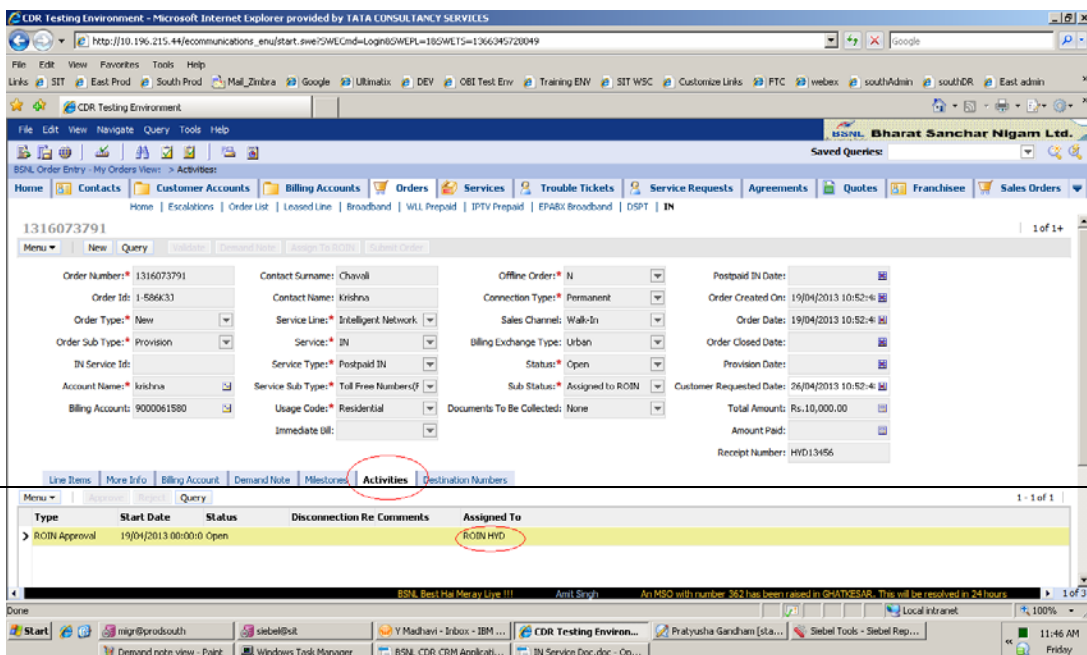 CDR Testing Environment - Microsoft Internet Explorer provided by TATA CONSULTANCY SERVICES
http://10.196.215.44/ecommunications_enu/start.swe?SWECmd=Login&SWEPL=1&SWETS=1366345728049
Google
File Edit View Favorites Tools Help
Links SIT East Prod South Prod Mail_Zimbra Google Ultimatix DEV OBI Test Env Training ENV SIT WSC Customize Links FTC webex southAdmin southDR East admin
CDR Testing Environment
File Edit View Navigate Query Tools Help
BSNL Bharat Sanchar Nigam Ltd.
Saved Queries:
BSNL Order Entry - My Orders View: > Activities:
Home Contacts Customer Accounts Billing Accounts Orders Services Trouble Tickets Service Requests Agreements Quotes Franchisee Sales Orders
Home | Escalations | Order List | Leased Line | Broadband | WLL Prepaid | IPTV Prepaid | EPABX Broadband | DSPT | IN
1316073791 1 of 1+
Menu New Query Validate Demand Note Assign To ROIN Submit Order
Order Number:* 1316073791 Contact Surname: Chavali Offline Order:* N Postpaid IN Date:
Order Id: 1-586K3J Contact Name: Krishna Connection Type:* Permanent Order Created On: 19/04/2013 10:52:4
Order Type:* New Service Line:* Intelligent Network Sales Channel: Walk-In Order Date: 19/04/2013 10:52:4
Order Sub Type:* Provision Service:* IN Billing Exchange Type: Urban Order Closed Date:
IN Service Id: Service Type:* Postpaid IN Status:* Open Provision Date:
Account Name:* krishna Service Sub Type:* Toll Free Numbers(F Sub Status:* Assigned to ROIN Customer Requested Date: 26/04/2013 10:52:4
Billing Account: 9000061580 Usage Code:* Residential Documents To Be Collected: None Total Amount: Rs.10,000.00
Immediate Bill: Amount Paid:
Receipt Number: HYD13456
Line Items More Info Billing Account Demand Note Milestones Activities Destination Numbers
Menu Approve Reject Query 1 - 1 of 1
Type Start Date Status Disconnection Re Comments Assigned To
ROIN Approval 19/04/2013 00:00:0 Open ROIN HYD
BSNL Best Hai Meray Liye !!! Amit Singh An MSO with number 362 has been raised in GHATKESAR. This will be resolved in 24 hours 1 of 3
Done Local intranet 100%
Start migr@prodsouth siebel@sit Y Madhavi - Inbox - IBM ... CDR Testing Environ... Pratyusha Gandham [sta... Siebel Tools - Siebel Rep... 11:46 AM
Demand note view - Paint Windows Task Manager BSNL CDR CRM Applicati... IN Service Doc.doc - Op... Friday